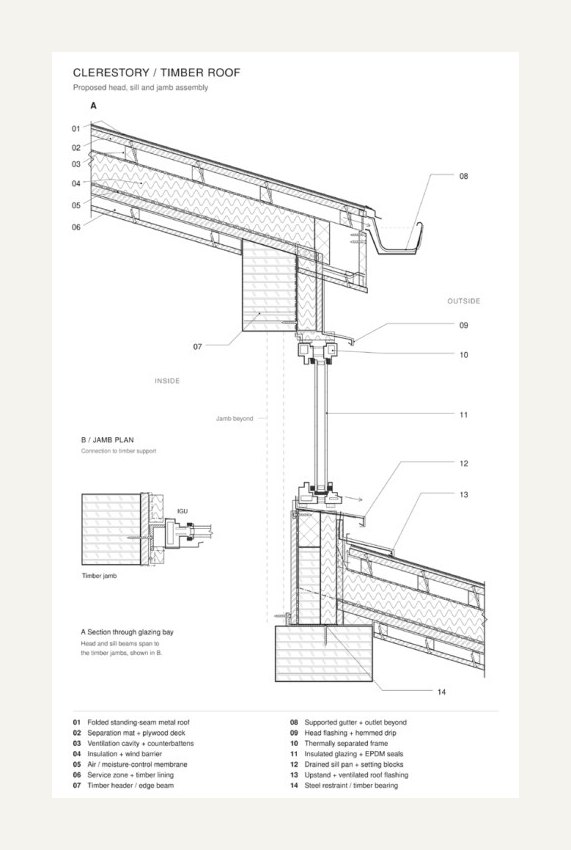 CLERESTORY / TIMBER ROOF
Proposed head, sill and jamb assembly
A
01
02
03
04
05
06
08
OUTSIDE
09
07
10
INSIDE
Jamb beyond
11
B / JAMB PLAN
Connection to timber support
12
13
IGU
Timber jamb
A Section through glazing bay
Head and sill beams span to
the timber jambs, shown in B.
14
01 Folded standing-seam metal roof
02 Separation mat + plywood deck
03 Ventilation cavity + counterbattens
04 Insulation + wind barrier
05 Air / moisture-control membrane
06 Service zone + timber lining
07 Timber header / edge beam
08 Supported gutter + outlet beyond
09 Head flashing + hemmed drip
10 Thermally separated frame
11 Insulated glazing + EPDM seals
12 Drained sill pan + setting blocks
13 Upstand + ventilated roof flashing
14 Steel restraint / timber bearing